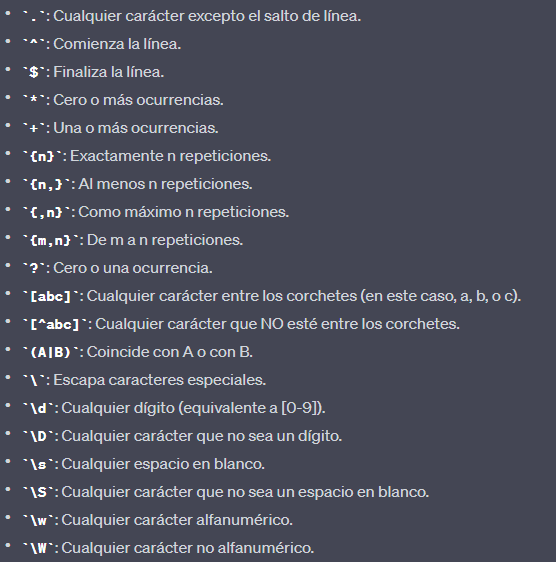 • `.`: Cualquier carácter excepto el salto de línea.
• `^`: Comienza la línea.
• `$`: Finaliza la línea.
• `*`: Cero o más ocurrencias.
• `+`: Una o más ocurrencias.
• `{n}`: Exactamente n repeticiones.
• `{n,}`: Al menos n repeticiones.
• `{,n}`: Como máximo n repeticiones.
• `{m,n}`: De m a n repeticiones.
• `?`: Cero o una ocurrencia.
• `[abc]`: Cualquier carácter entre los corchetes (en este caso, a, b, o c).
• `[^abc]`: Cualquier carácter que NO esté entre los corchetes.
• `(A|B)`: Coincide con A o con B.
• `\`: Escapa caracteres especiales.
• `\d`: Cualquier dígito (equivalente a [0-9]).
• `\D`: Cualquier carácter que no sea un dígito.
• `\s`: Cualquier espacio en blanco.
• `\S`: Cualquier carácter que no sea un espacio en blanco.
• `\w`: Cualquier carácter alfanumérico.
• `\W`: Cualquier carácter no alfanumérico.